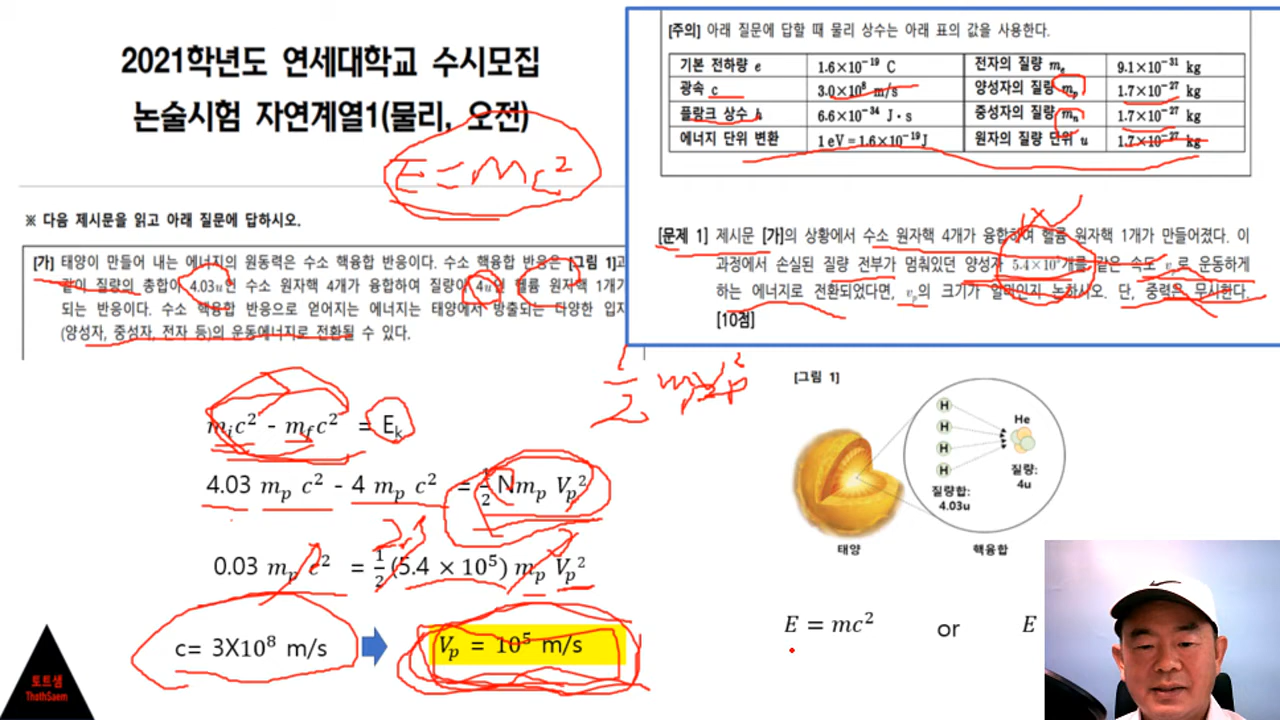 2021학년도 연세대학교 수시모집
논술시험 자연계열1(물리, 오전)
E=mc²
※ 다음 제시문을 읽고 아래 질문에 답하시오.
[가] 태양이 만들어 내는 에너지의 원동력은 수소 핵융합 반응이다. 수소 핵융합 반응은 [그림 1]과
같이 질량의 총합이 4.03u인 수소 원자핵 4개가 융합하여 질량이 4u인 헬륨 원자핵 1개가
되는 반응이다. 수소 핵융합 반응으로 얻어지는 에너지는 태양에서 방출되는 다양한 입자
(양성자, 중성자, 전자 등)의 운동에너지로 전환될 수 있다.
[주의] 아래 질문에 답할 때 물리 상수는 아래 표의 값을 사용한다.
기본 전하량 e 1.6×10⁻¹⁹ C 전자의 질량 mₑ 9.1×10⁻³¹ kg
광속 c 3.0×10⁸ m/s 양성자의 질량 mₚ 1.7×10⁻²⁷ kg
플랑크 상수 h 6.6×10⁻³⁴ J·s 중성자의 질량 mₙ 1.7×10⁻²⁷ kg
에너지 단위 변환 1 eV = 1.6×10⁻¹⁹J 원자의 질량 단위 u 1.7×10⁻²⁷ kg
[문제 1] 제시문 [가]의 상황에서 수소 원자핵 4개가 융합하여 헬륨 원자핵 1개가 만들어졌다. 이
과정에서 손실된 질량 전부가 멈춰있던 양성자 5.4×10⁵개를 같은 속도 vₚ로 운동하게
하는 에너지로 전환되었다면, vₚ의 크기가 얼마인지 논하시오. 단, 중력은 무시한다.
[10점]
mᵢc² - m_fc² = Eₖ
4.03 mₚ c² - 4 mₚ c² = ½ Nmₚ Vₚ²
0.03 mₚ c² = ½ (5.4 × 10⁵) mₚ Vₚ²
c= 3X10⁸ m/s
Vₚ = 10⁵ m/s
[그림 1]
H
H
H
H
He
질량:
4u
질량합:
4.03u
태양
핵융합
E = mc² or E
토트샘
ThothSaem